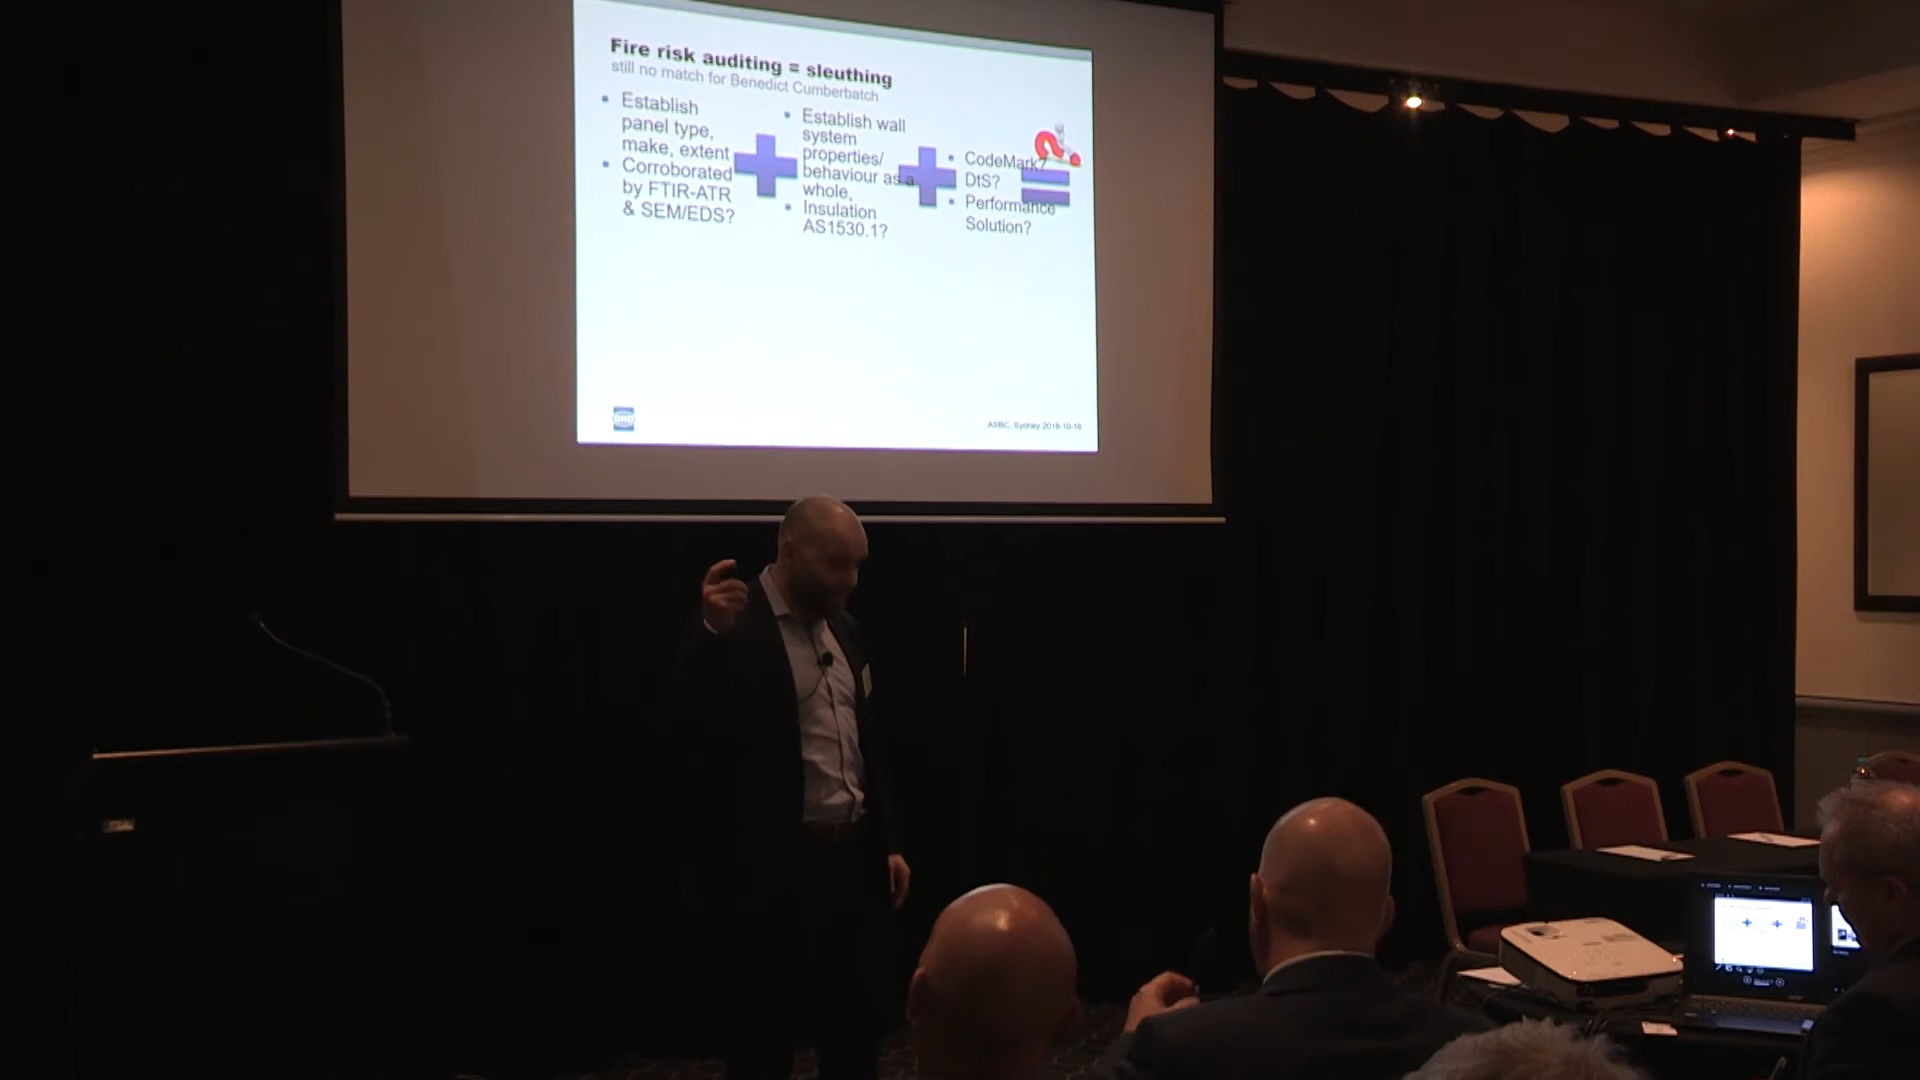 Fire risk auditing = sleuthing
still no match for Benedict Cumberbatch
• Establish
panel type,
make, extent
• Corroborated
by FTIR-ATR
& SEM/EDS?
• Establish wall
system
properties/
behaviour as a
whole,
• Insulation
AS1530.1?
• CodeMark?
DtS?
• Performance
Solution?
GHD
ASBC, Sydney 2018-10-16